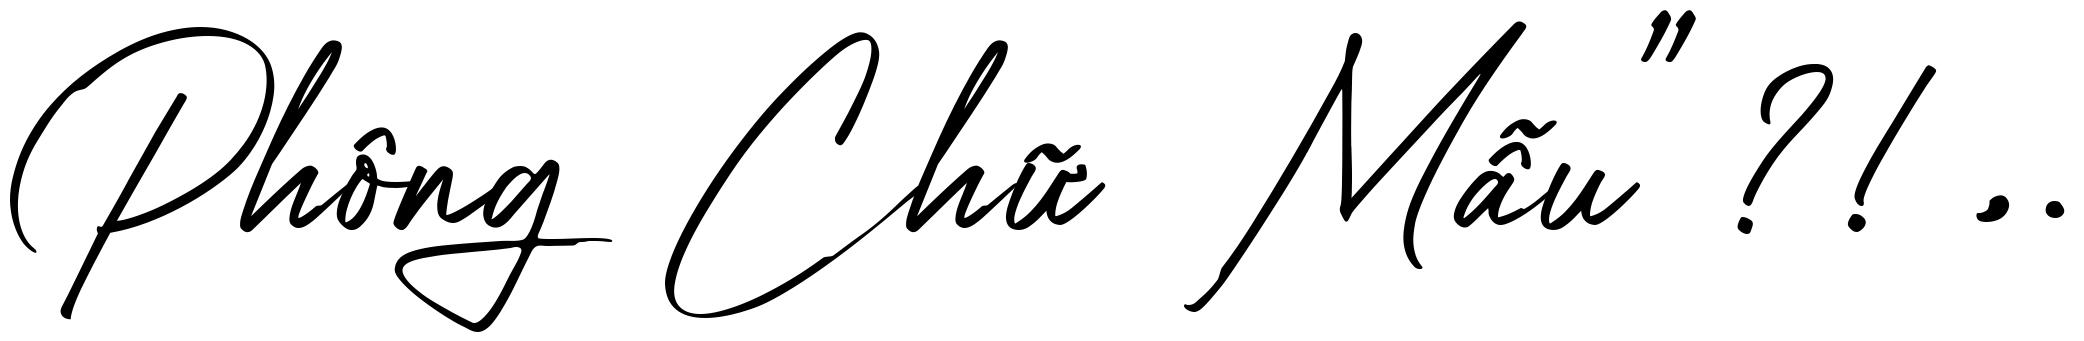 Phông Chữ Mẫu" ? ! , .